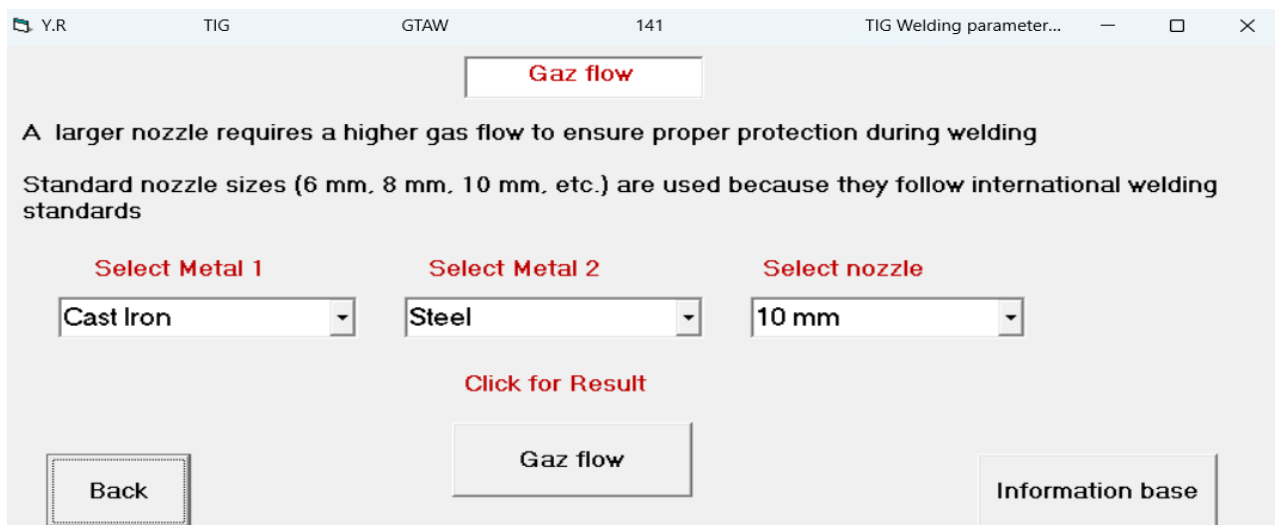 Y.R TIG GTAW 141 TIG Welding parameter...
Gaz flow
A larger nozzle requires a higher gas flow to ensure proper protection during welding
Standard nozzle sizes (6 mm, 8 mm, 10 mm, etc.) are used because they follow international welding
standards
Select Metal 1 Select Metal 2 Select nozzle
Cast Iron Steel 10 mm
Click for Result
Gaz flow
Back Information base